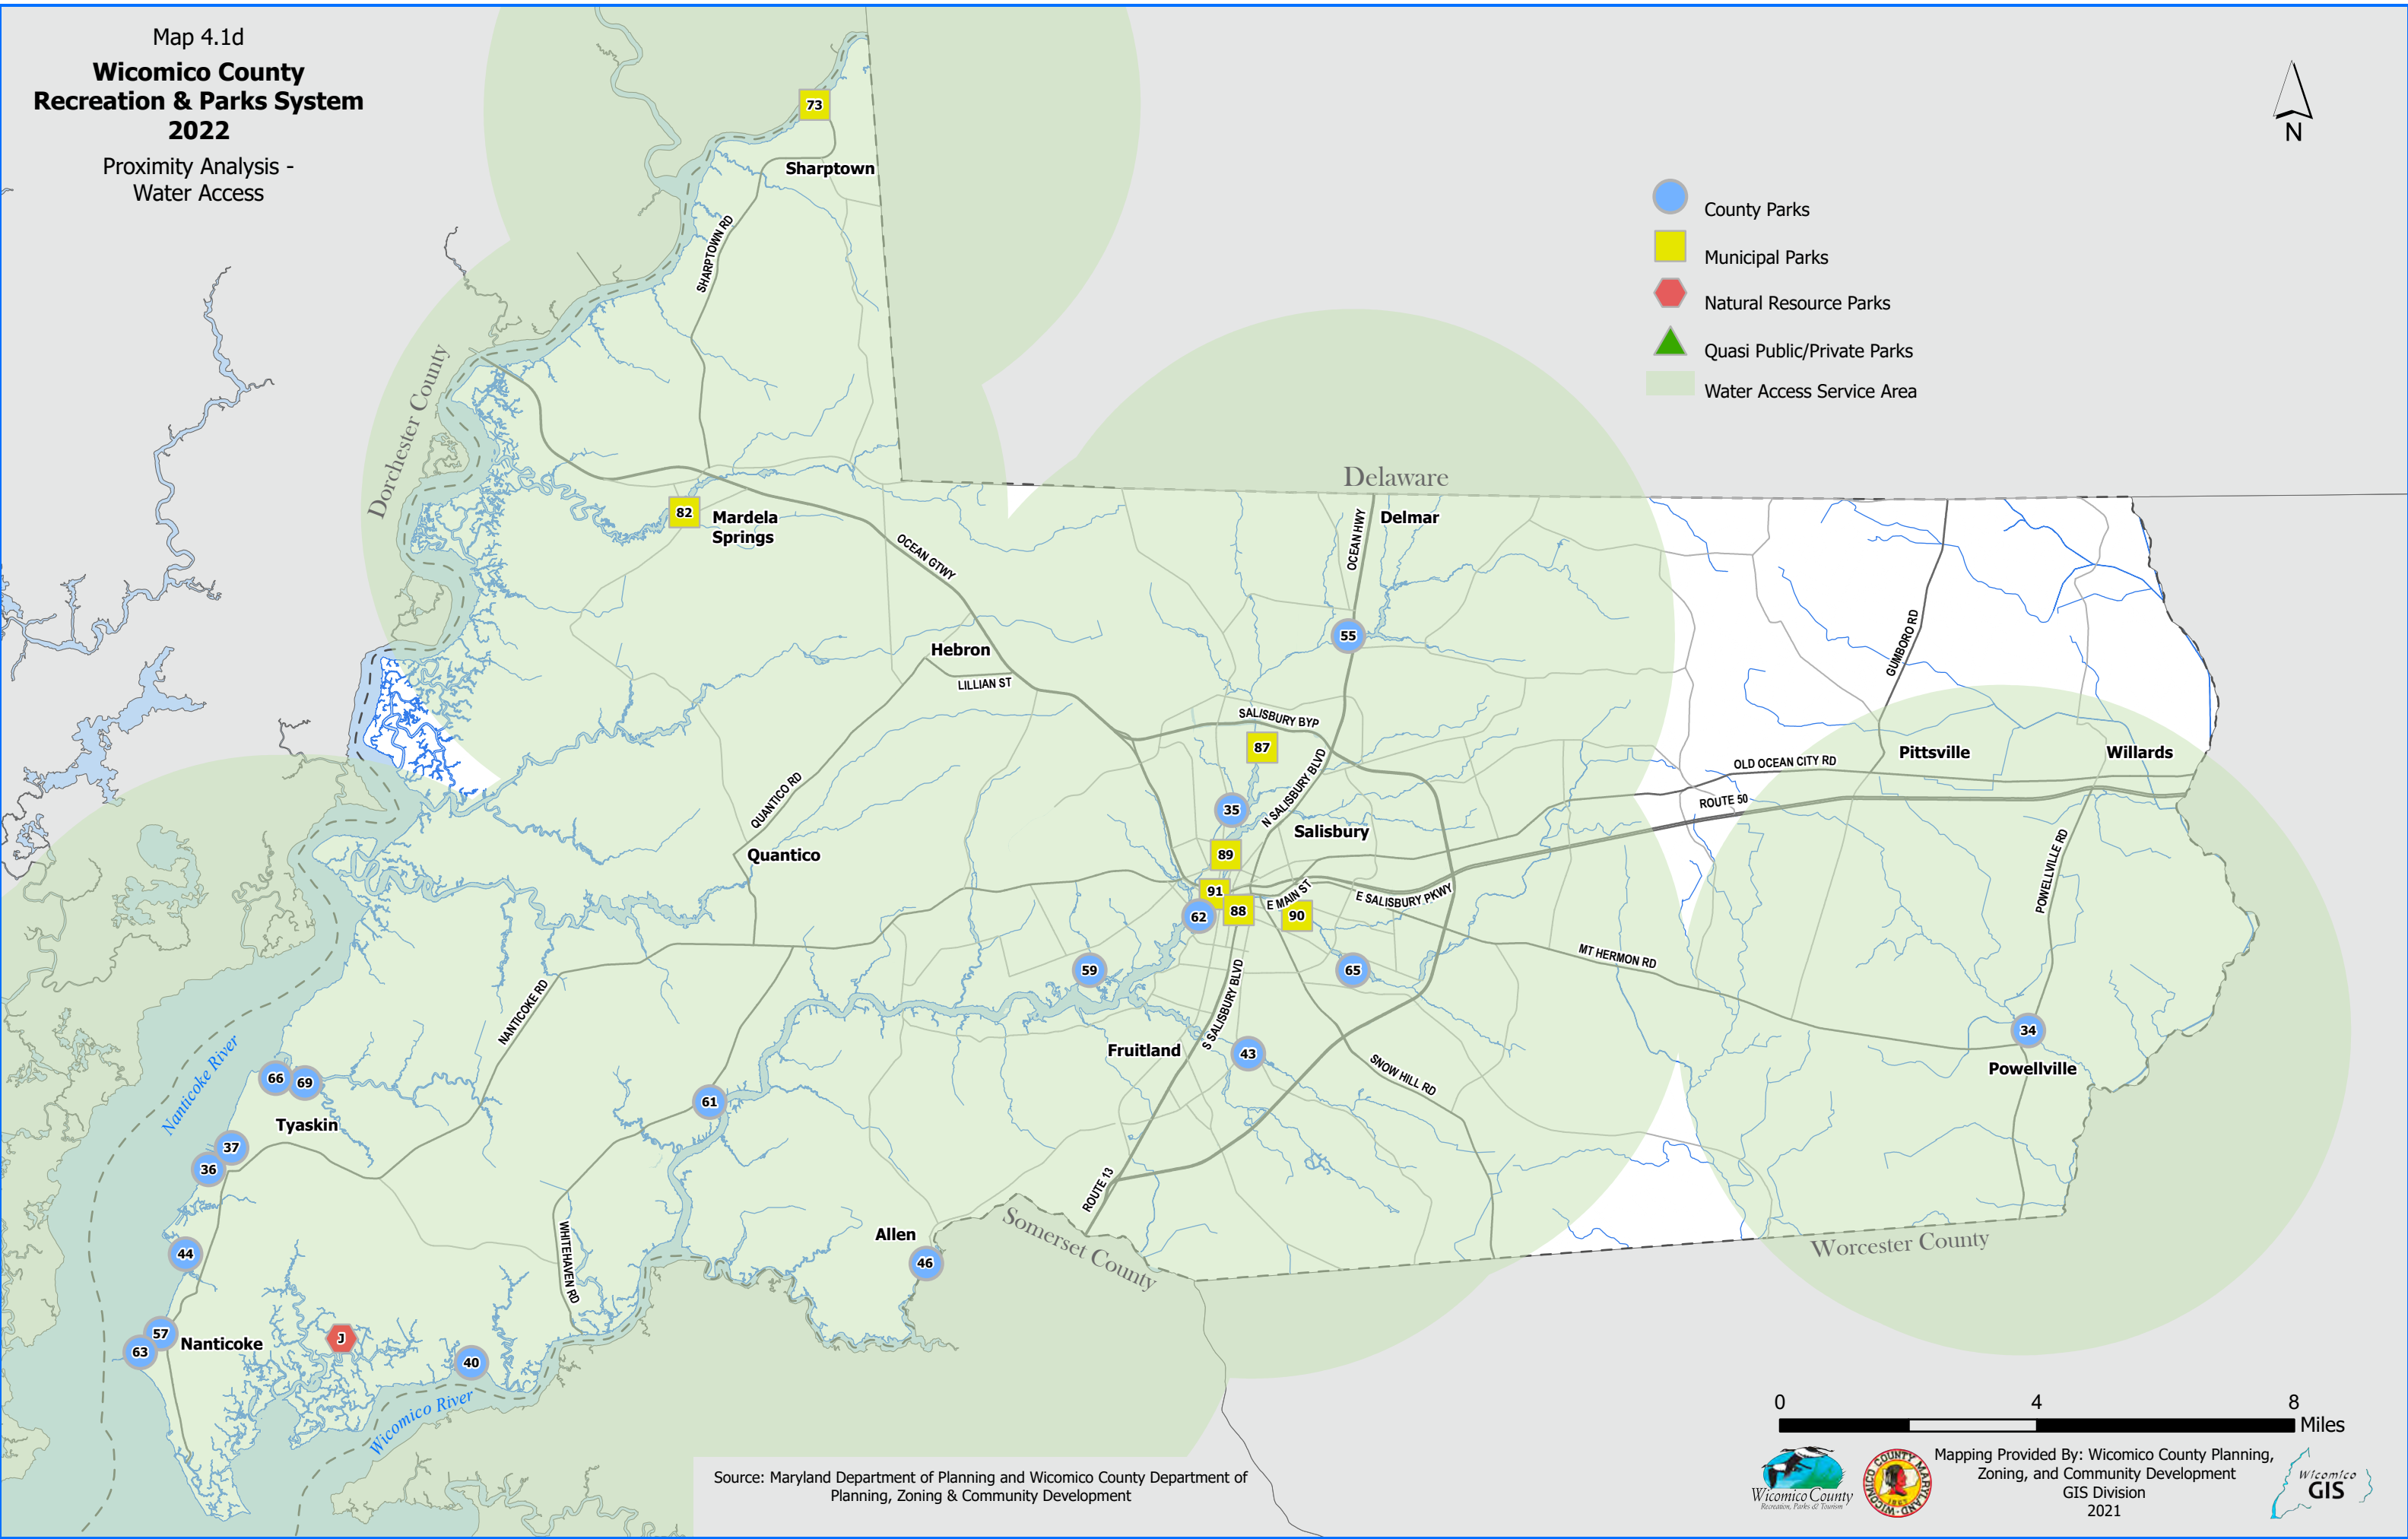 Map 4.1d
Wicomico County
Recreation & Parks System
2022
Proximity Analysis -
Water Access
N
County Parks
Municipal Parks
Natural Resource Parks
Quasi Public/Private Parks
Water Access Service Area
73
Sharptown
SHARPTOWN RD
Dorchester County
Delaware
82
Mardela
Springs
OCEAN GTWY
OCEAN HWY
Delmar
55
Hebron
LILLIAN ST
GUMBORO RD
SALISBURY BYP
87
N SALISBURY BLVD
Pittsville
Willards
OLD OCEAN CITY RD
ROUTE 50
QUANTICO RD
35
Salisbury
Quantico
89
91
E MAIN ST
E SALISBURY PKWY
88
62
90
POWELLVILLE RD
MT HERMON RD
59
65
NANTICOKE RD
S SALISBURY BLVD
34
Powellville
Fruitland
43
SNOW HILL RD
Nanticoke River
66
69
Tyaskin
61
37
36
ROUTE 13
Somerset County
Worcester County
WHITEHAVEN RD
Allen
46
44
57
63
Nanticoke
J
40
Wicomico River
0
4
8
Miles
Source: Maryland Department of Planning and Wicomico County Department of
Planning, Zoning & Community Development
Wicomico County
Recreation, Parks & Tourism
WICOMICO COUNTY MARYLAND
1867
Mapping Provided By: Wicomico County Planning,
Zoning, and Community Development
GIS Division
2021
Wicomico
GIS